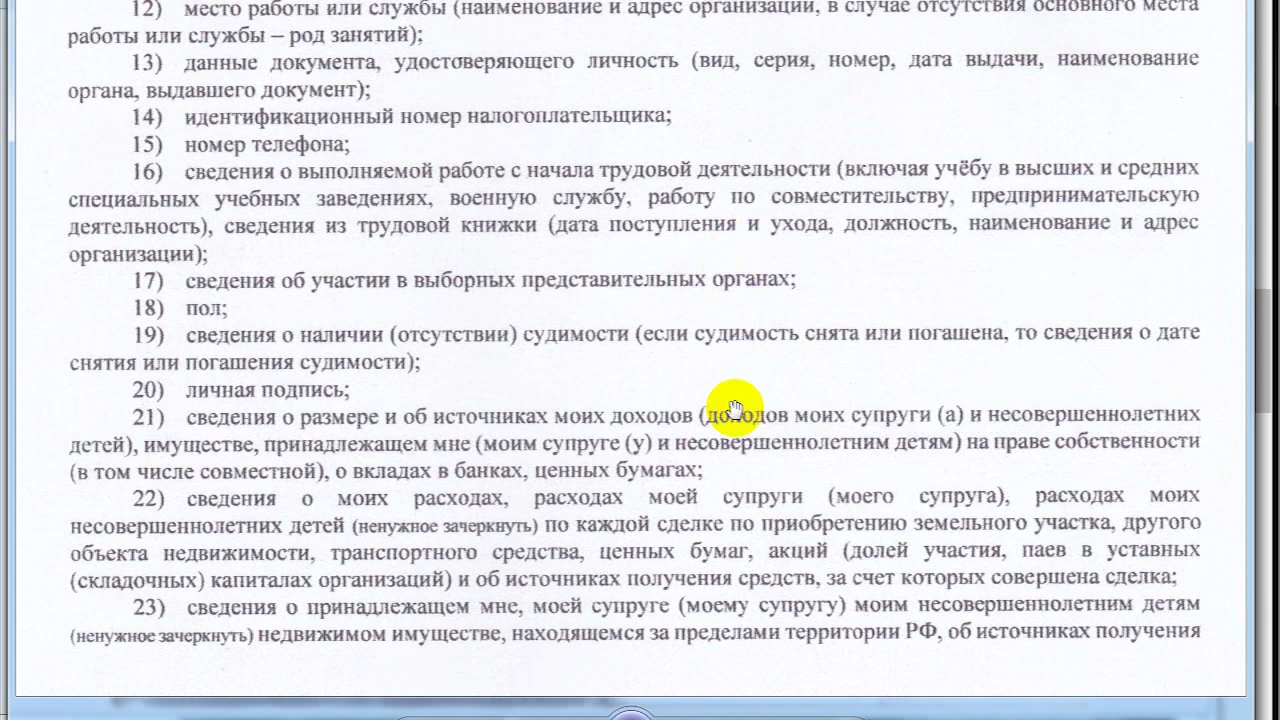 12) место работы или службы (наименование и адрес организации, в случае отсутствия основного места
работы или службы – род занятий);
13) данные документа, удостоверяющего личность (вид, серия, номер, дата выдачи, наименование
органа, выдавшего документ);
14) идентификационный номер налогоплательщика;
15) номер телефона;
16) сведения о выполняемой работе с начала трудовой деятельности (включая учёбу в высших и средних
специальных учебных заведениях, военную службу, работу по совместительству, предпринимательскую
деятельность), сведения из трудовой книжки (дата поступления и ухода, должность, наименование и адрес
организации);
17) сведения об участии в выборных представительных органах;
18) пол;
19) сведения о наличии (отсутствии) судимости (если судимость снята или погашена, то сведения о дате
снятия или погашения судимости);
20) личная подпись;
21) сведения о размере и об источниках моих доходов (доходов моих супруги (а) и несовершеннолетних
детей), имуществе, принадлежащем мне (моим супруге (у) и несовершеннолетним детям) на праве собственности
(в том числе совместной), о вкладах в банках, ценных бумагах;
22) сведения о моих расходах, расходах моей супруги (моего супруга), расходах моих
несовершеннолетних детей (ненужное зачеркнуть) по каждой сделке по приобретению земельного участка, другого
объекта недвижимости, транспортного средства, ценных бумаг, акций (долей участия, паев в уставных
(складочных) капиталах организаций) и об источниках получения средств, за счет которых совершена сделка;
23) сведения о принадлежащем мне, моей супруге (моему супругу) моим несовершеннолетним детям
(ненужное зачеркнуть) недвижимом имуществе, находящемся за пределами территории РФ, об источниках получения